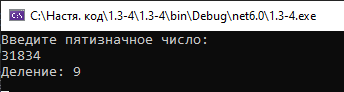 C:\Настя. код\1.3-4\1.3-4\bin\Debug\net6.0\1.3-4.exe
Введите пятизначное число:
31834
Деление: 9